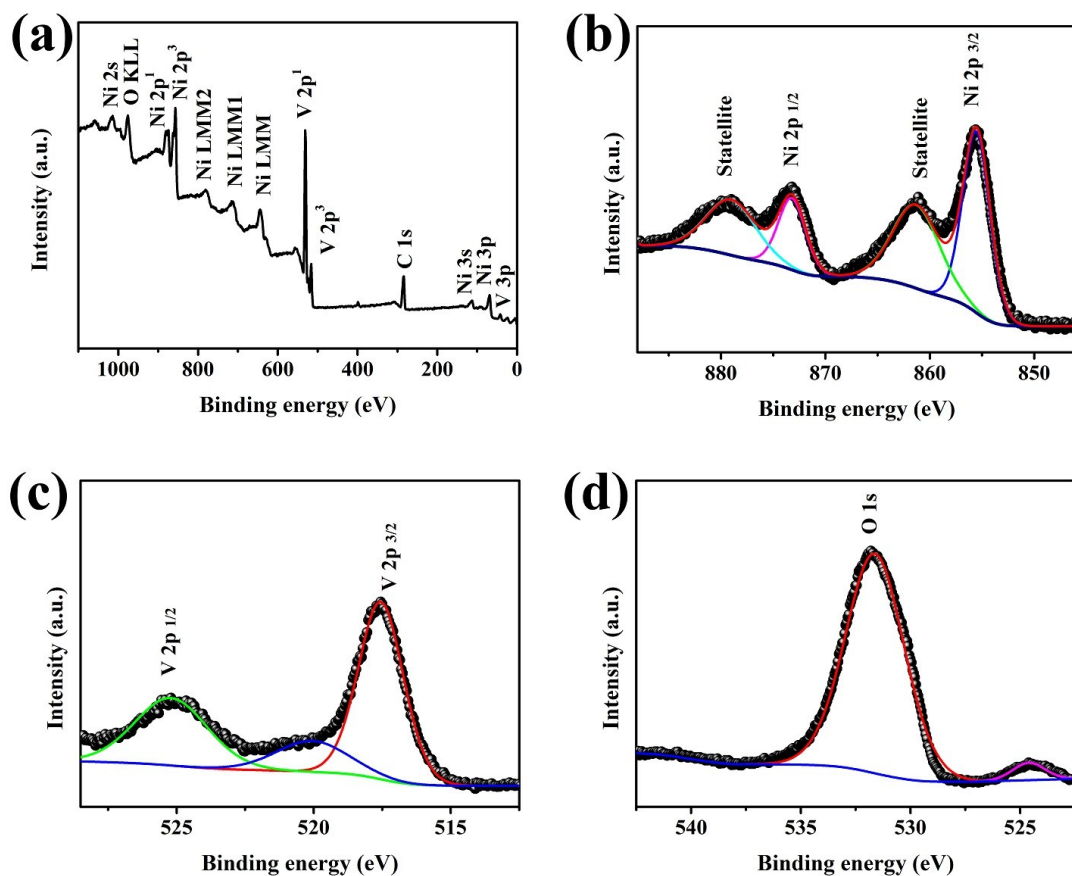 (a)
Ni 2s
O KLL
Ni 2p¹
Ni 2p³
Ni LMM2
Ni LMM1
Ni LMM
V 2p¹
V 2p³
C 1s
Ni 3s
Ni 3p
V 3p
Intensity (a.u.)
1000 800 600 400 200 0
Binding energy (eV)
(b)
Statellite
Ni 2p 1/2
Statellite
Ni 2p 3/2
Intensity (a.u.)
880 870 860 850
Binding energy (eV)
(c)
V 2p 1/2
V 2p 3/2
Intensity (a.u.)
525 520 515
Binding energy (eV)
(d)
O 1s
Intensity (a.u.)
540 535 530 525
Binding energy (eV)